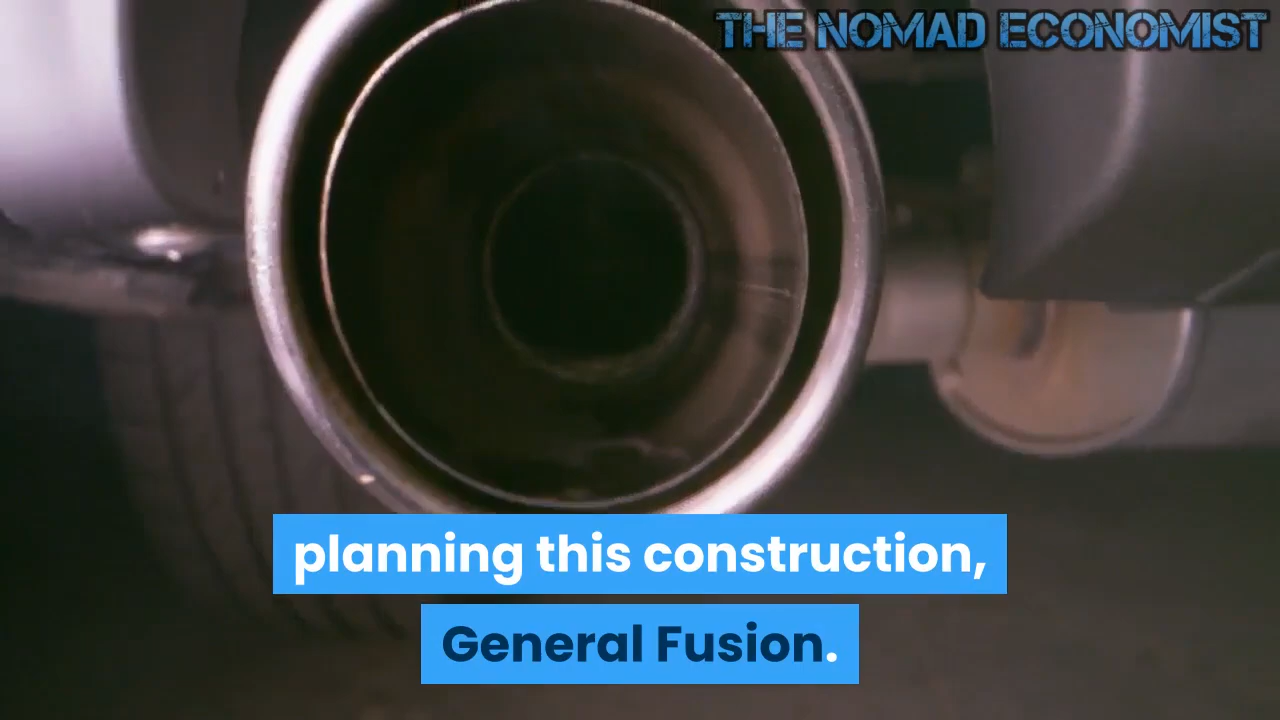 THE NOMAD ECONOMIST
planning this construction,
General Fusion.